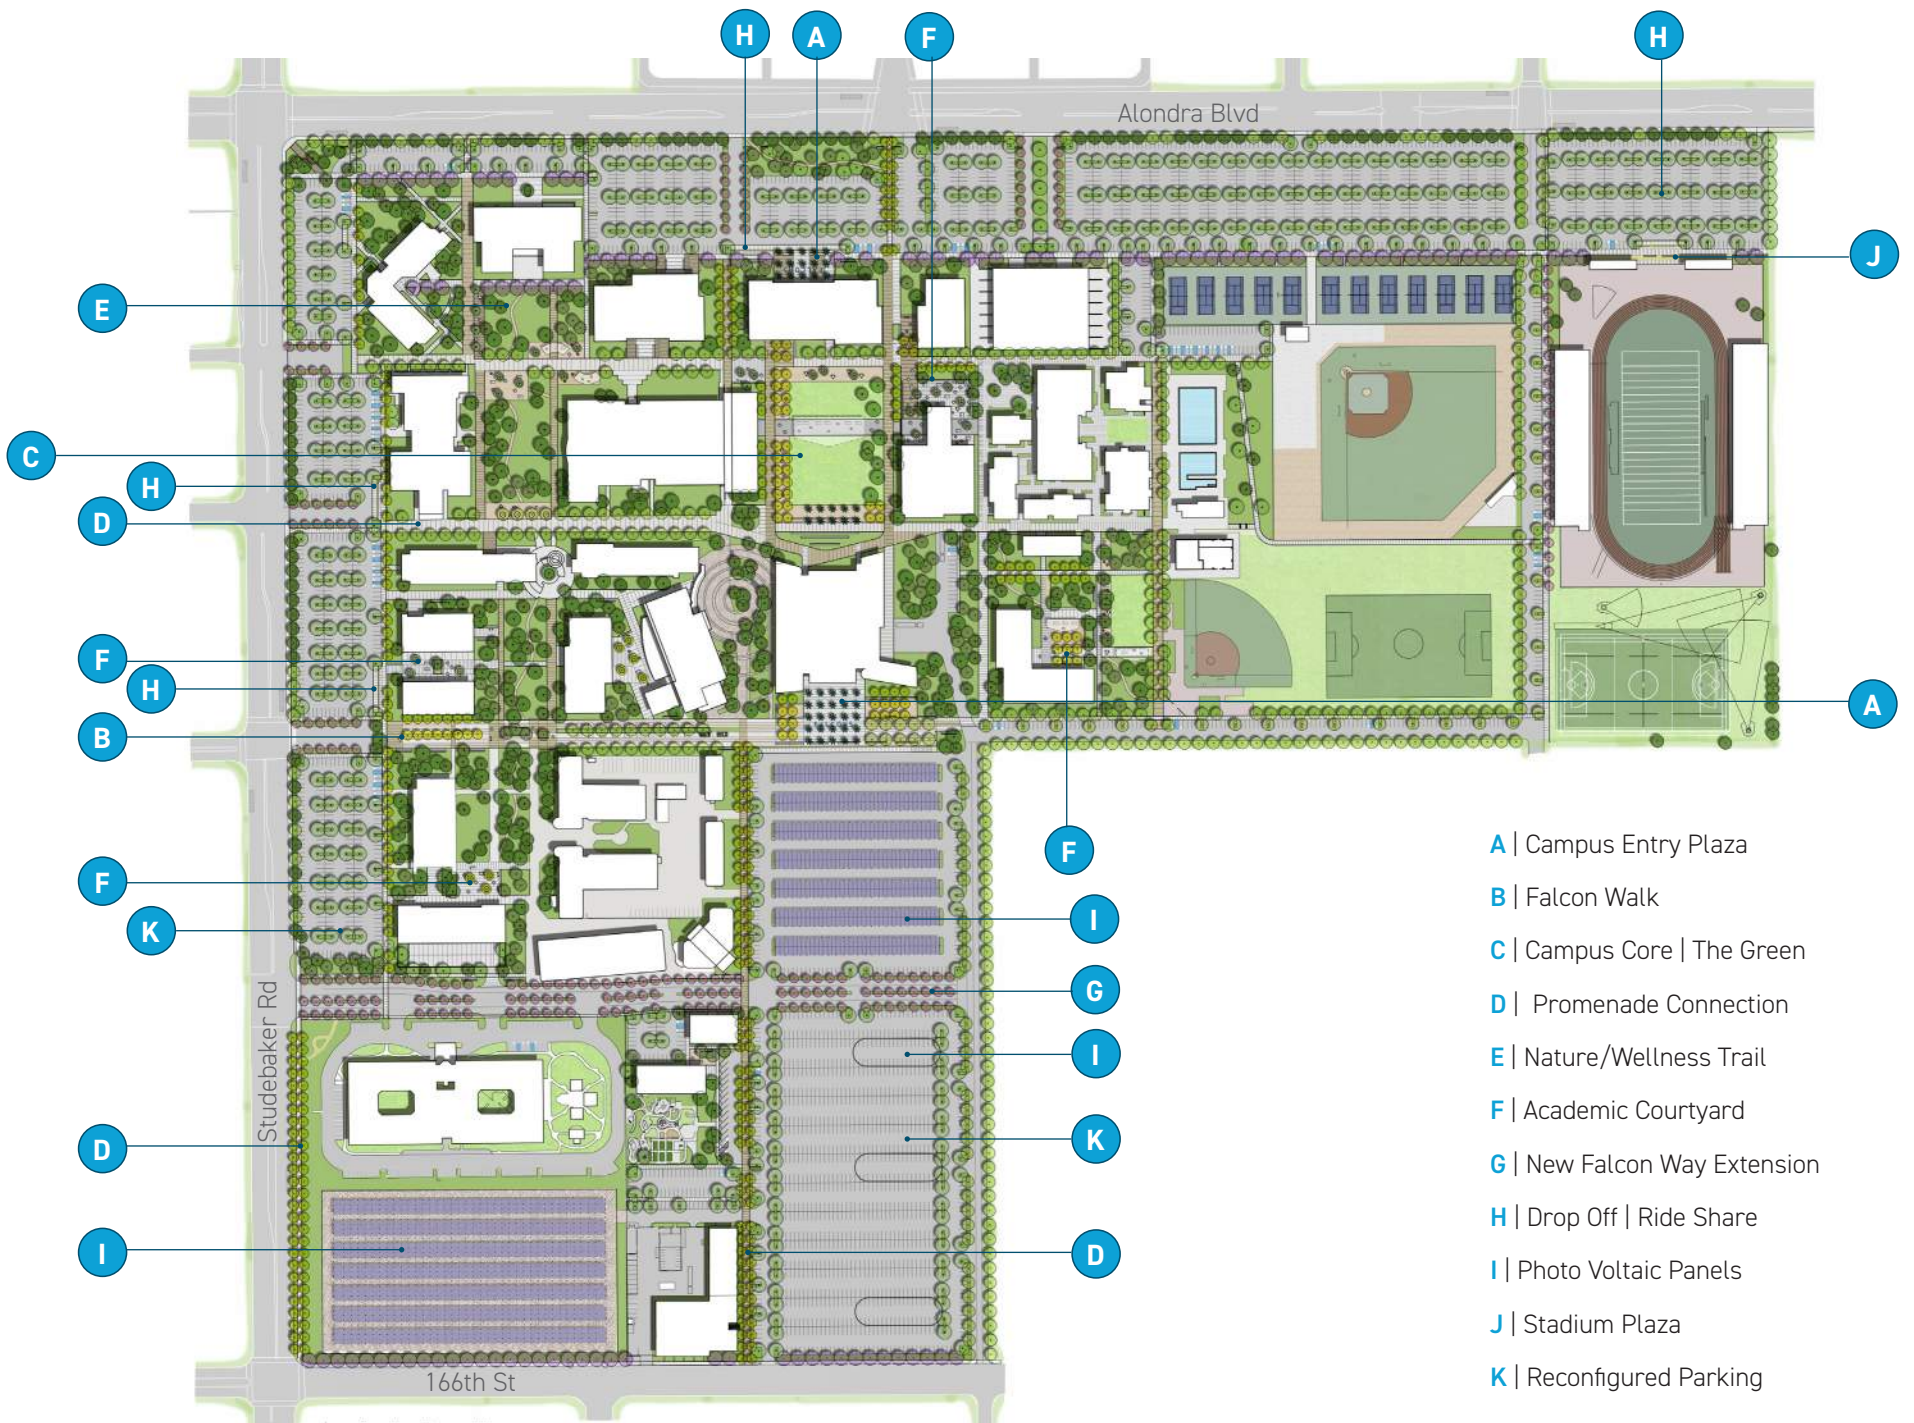 H
A
F
H
Alondra Blvd
J
E
C
H
D
F
H
A
B
F
F
I
K
G
I
Studebaker Rd
K
D
I
D
166th St
A | Campus Entry Plaza
B | Falcon Walk
C | Campus Core | The Green
D | Promenade Connection
E | Nature/Wellness Trail
F | Academic Courtyard
G | New Falcon Way Extension
H | Drop Off | Ride Share
I | Photo Voltaic Panels
J | Stadium Plaza
K | Reconfigured Parking